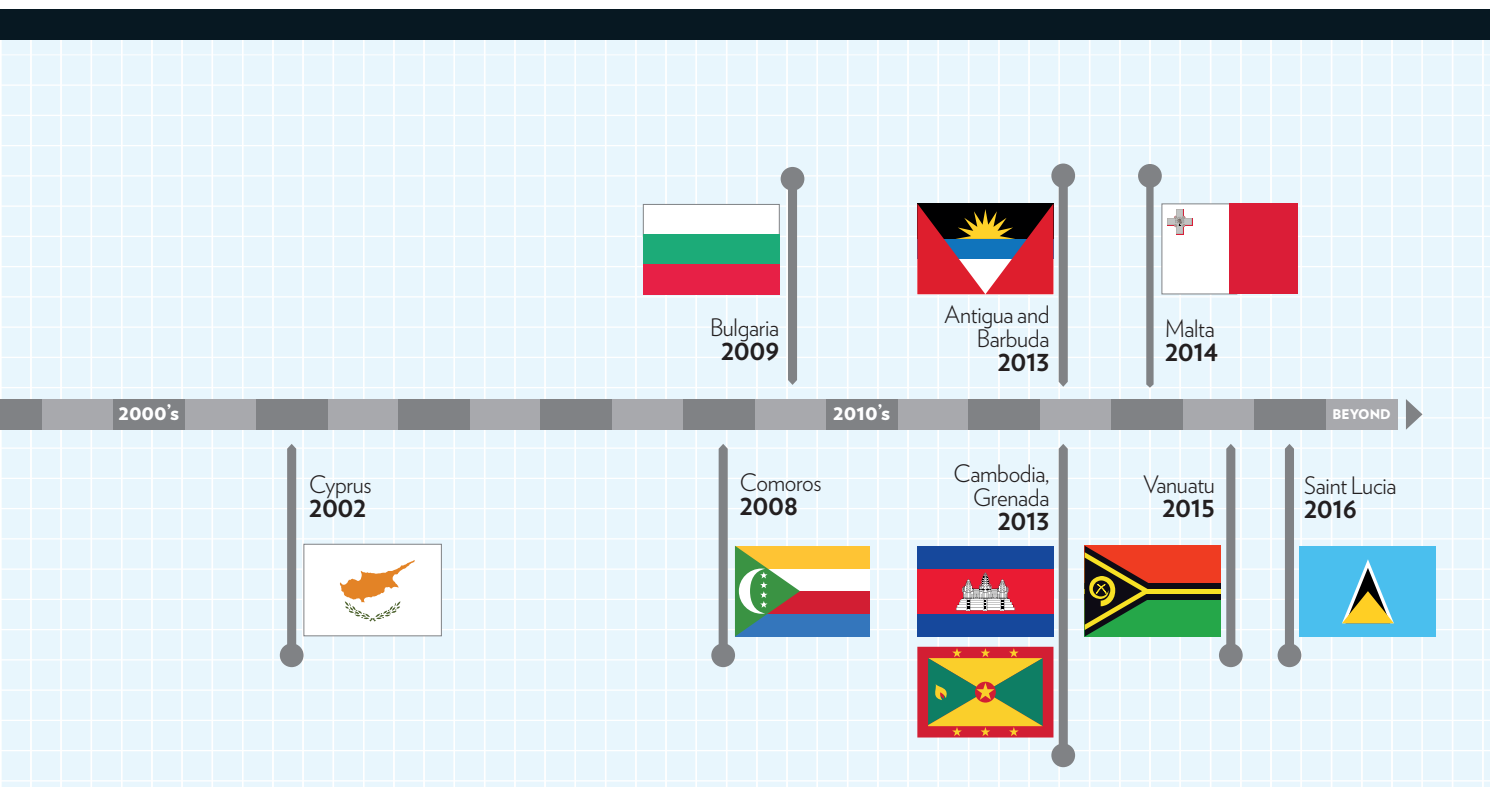 Bulgaria
2009
Antigua and
Barbuda
2013
Malta
2014
2000's
2010's
BEYOND
Cyprus
2002
Comoros
2008
Cambodia,
Grenada
2013
Vanuatu
2015
Saint Lucia
2016